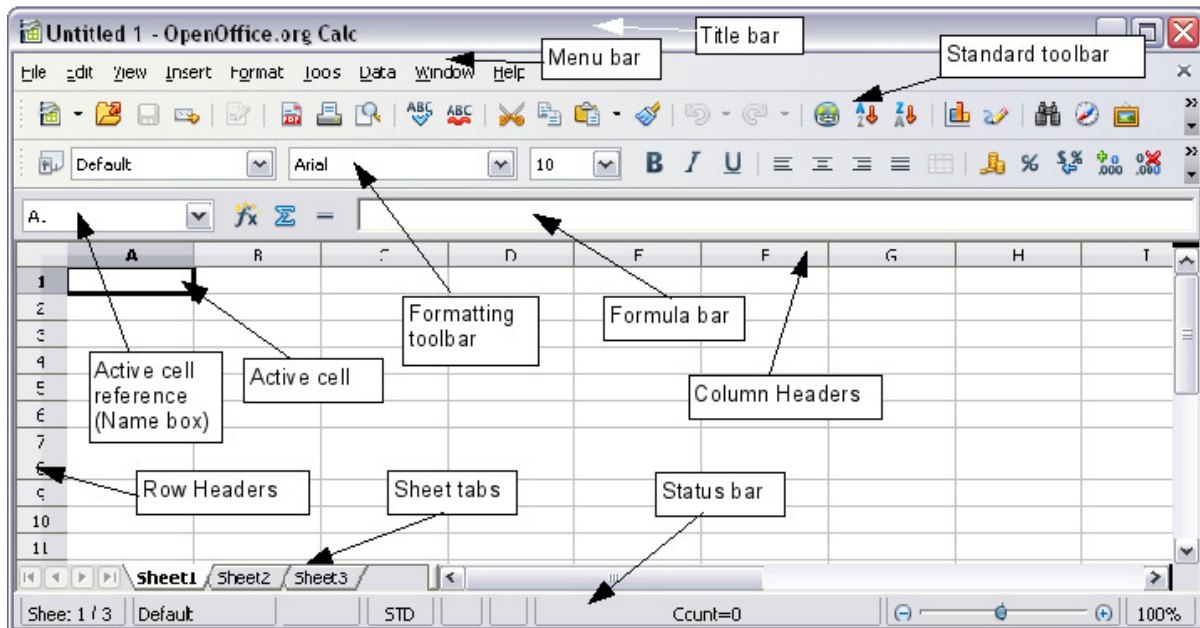 Untitled 1 - OpenOffice.org Calc
Title bar
Menu bar
Standard toolbar
File Edit View Insert Format Tools Data Window Help
ABC ABC
Default Arial 10 B I U
A B C D E F G H I
1
2
3
4
5
6
7
8
9
10
11
Formatting
toolbar
Formula bar
Active cell
reference
(Name box)
Active cell
Column Headers
Row Headers
Sheet tabs
Status bar
Sheet1 Sheet2 Sheet3
Sheet 1 / 3 Default STD Count=0 100%